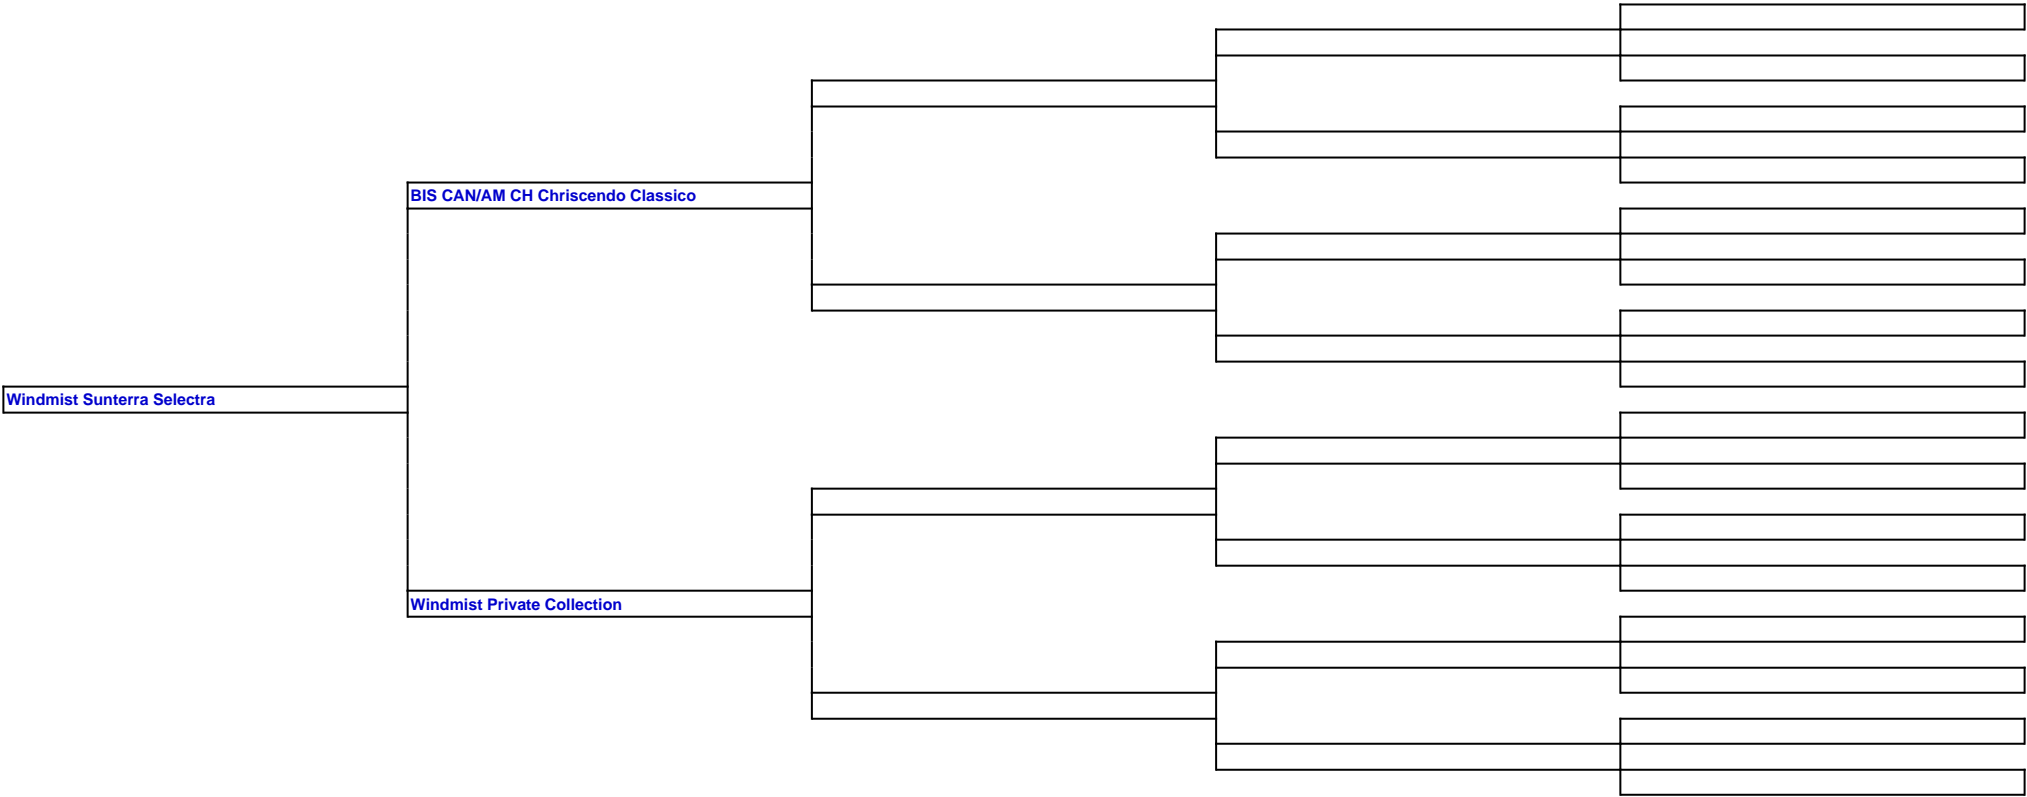 BIS CAN/AM CH Chriscendo Classico
Windmist Sunterra Selectra
Windmist Private Collection